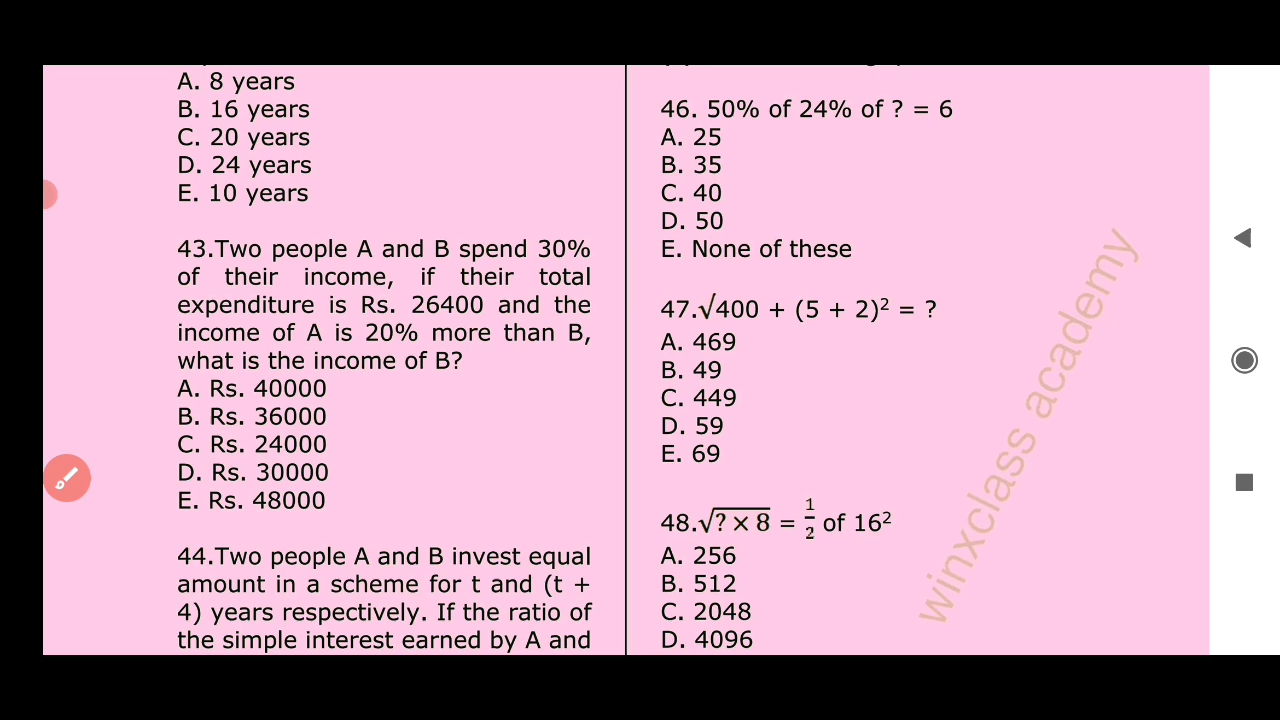 A. 8 years
B. 16 years
C. 20 years
D. 24 years
E. 10 years
43.Two people A and B spend 30%
of their income, if their total
expenditure is Rs. 26400 and the
income of A is 20% more than B,
what is the income of B?
A. Rs. 40000
B. Rs. 36000
C. Rs. 24000
D. Rs. 30000
E. Rs. 48000
44.Two people A and B invest equal
amount in a scheme for t and (t +
4) years respectively. If the ratio of
the simple interest earned by A and
46. 50% of 24% of ? = 6
A. 25
B. 35
C. 40
D. 50
E. None of these
47.√400 + (5 + 2)² = ?
A. 469
B. 49
C. 449
D. 59
E. 69
48.√? × 8 = 1/2 of 16²
A. 256
B. 512
C. 2048
D. 4096
winxclass academy